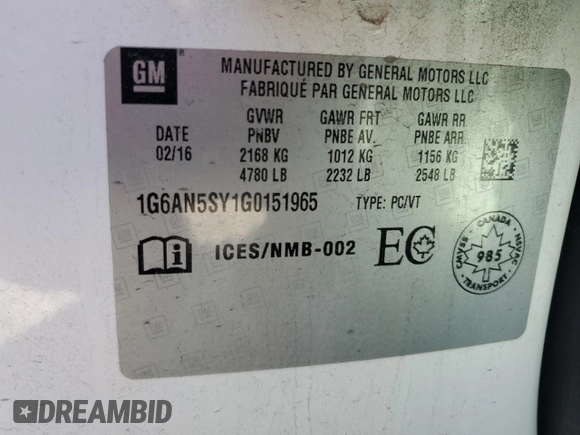 GM
MANUFACTURED BY GENERAL MOTORS LLC
FABRIQUÉ PAR GENERAL MOTORS LLC
GVWR GAWR FRT GAWR RR
DATE PNBV PNBE AV. PNBE ARR.
02/16 2168 KG 1012 KG 1156 KG
4780 LB 2232 LB 2548 LB
1G6AN5SY1G0151965 TYPE: PC/VT
ICES/NMB-002 EC
CANADA
CMVSS 985 NSVAC
TRANSPORT
DREAMBID